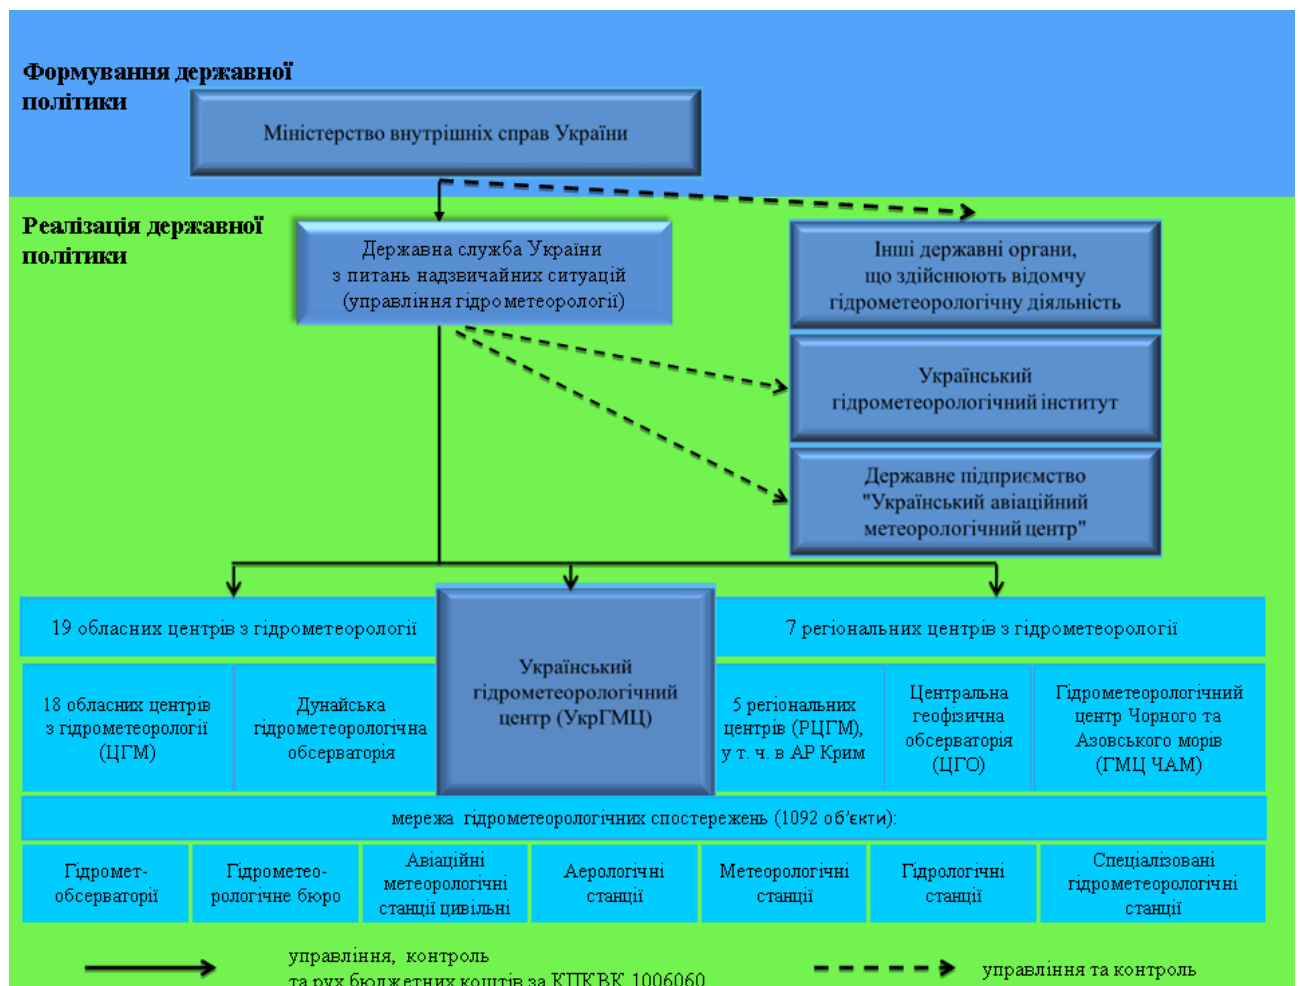 Формування державної
політики
Міністерство внутрішніх справ України
Реалізація державної
політики
Державна служба України
з питань надзвичайних ситуацій
(управління гідрометеорології)
Інші державні органи,
що здійснюють відомчу
гідрометеорологічну діяльність
Український
гідрометеорологічний інститут
Державне підприємство
"Український авіаційний
метеорологічний центр"
19 обласних центрів з гідрометеорології
7 регіональних центрів з гідрометеорології
Український
гідрометеорологічний
центр (УкрГМЦ)
18 обласних центрів
з гідрометеорології
(ЦГМ)
Дунайська
гідрометеорологічна
обсерваторія
5 регіональних
центрів (РЦГМ),
у т. ч. в АР Крим
Центральна
геофізична
обсерваторія
(ЦГО)
Гідрометеорологічний
центр Чорного та
Азовського морів
(ГМЦ ЧАМ)
мережа гідрометеорологічних спостережень (1092 об'єкти):
Гідромет-
обсерваторії
Гідрометео-
рологічне бюро
Авіаційні
метеорологічні
станції цивільні
Аерологічні
станції
Метеорологічні
станції
Гідрологічні
станції
Спеціалізовані
гідрометеорологічні
станції
управління, контроль
та рух бюджетних коштів за КПКВК 1006060
управління та контроль